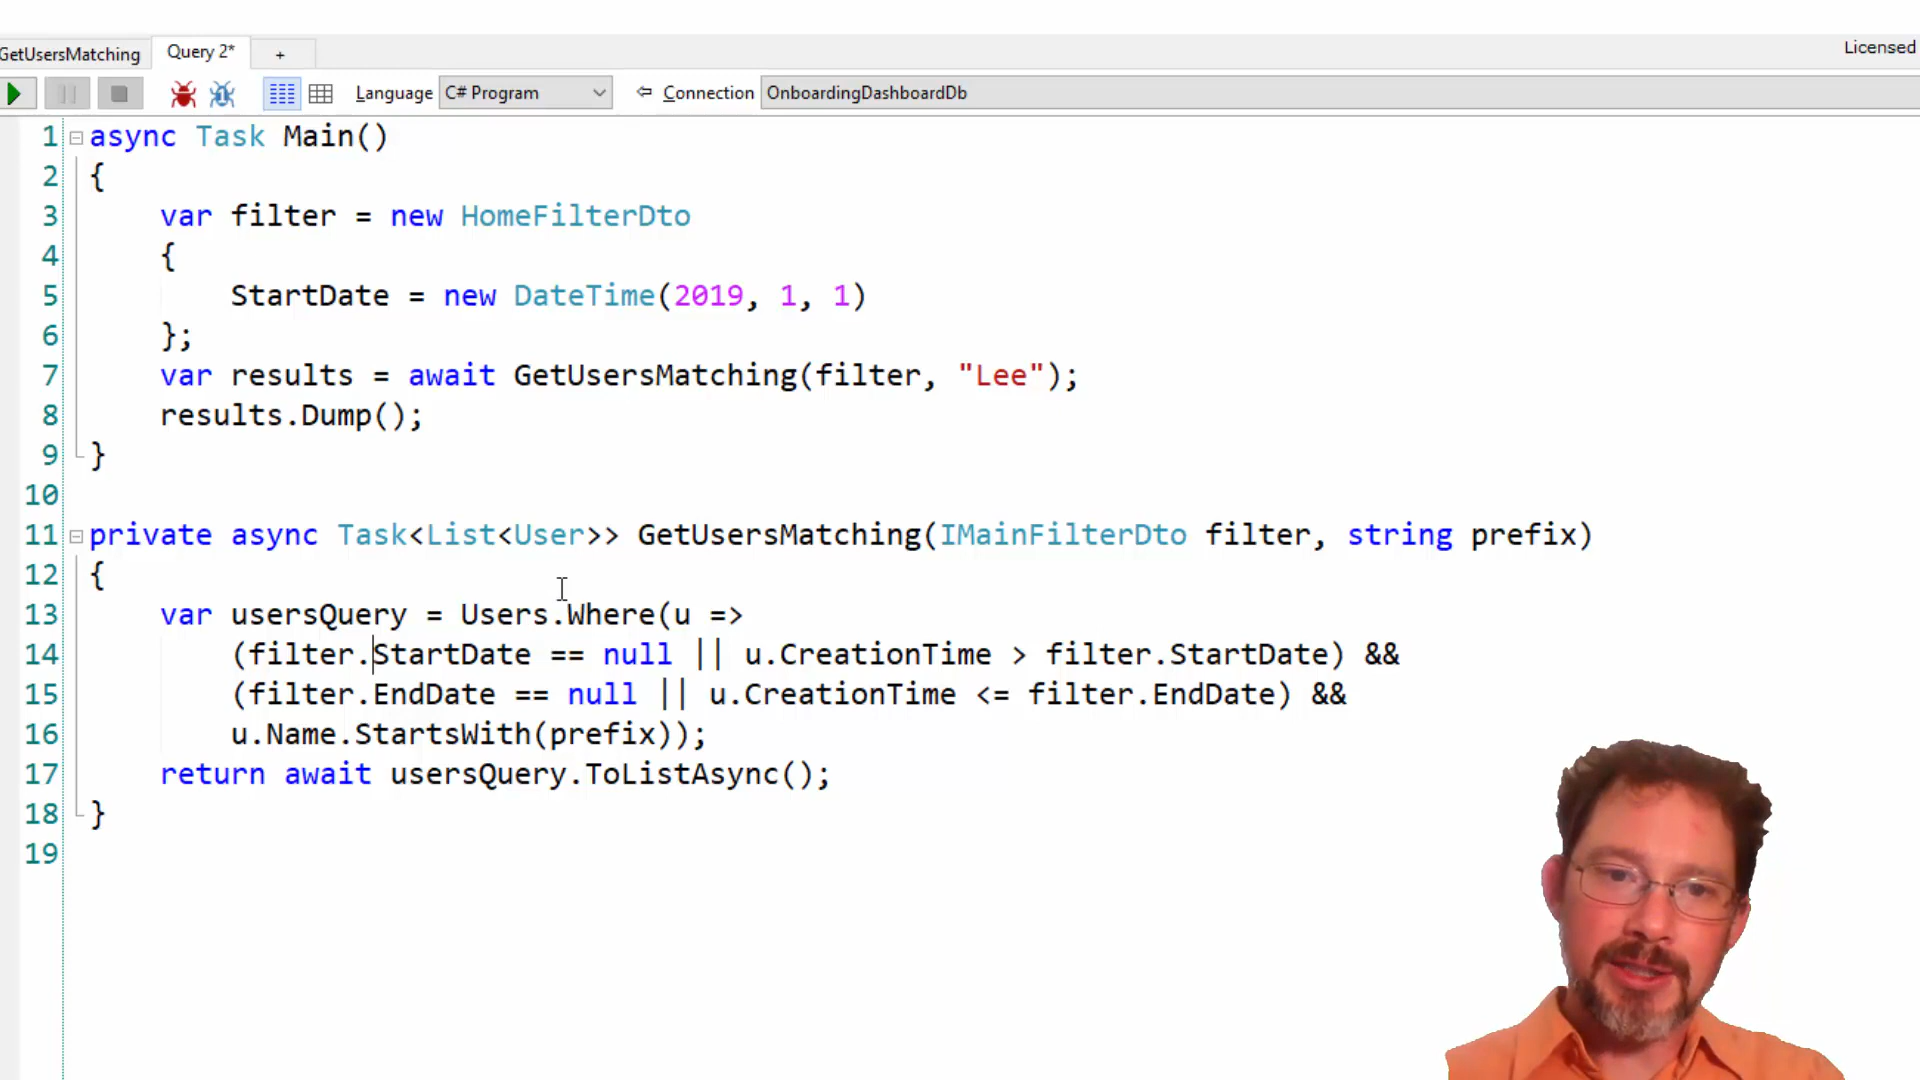 GetUsersMatching Query 2* + Licensed
Language C# Program Connection OnboardingDashboardDb
1 async Task Main()
2 {
3 var filter = new HomeFilterDto
4 {
5 StartDate = new DateTime(2019, 1, 1)
6 };
7 var results = await GetUsersMatching(filter, "Lee");
8 results.Dump();
9 }
10
11 private async Task<List<User>> GetUsersMatching(IMainFilterDto filter, string prefix)
12 {
13 var usersQuery = Users.Where(u =>
14 (filter.StartDate == null || u.CreationTime > filter.StartDate) &&
15 (filter.EndDate == null || u.CreationTime <= filter.EndDate) &&
16 u.Name.StartsWith(prefix));
17 return await usersQuery.ToListAsync();
18 }
19